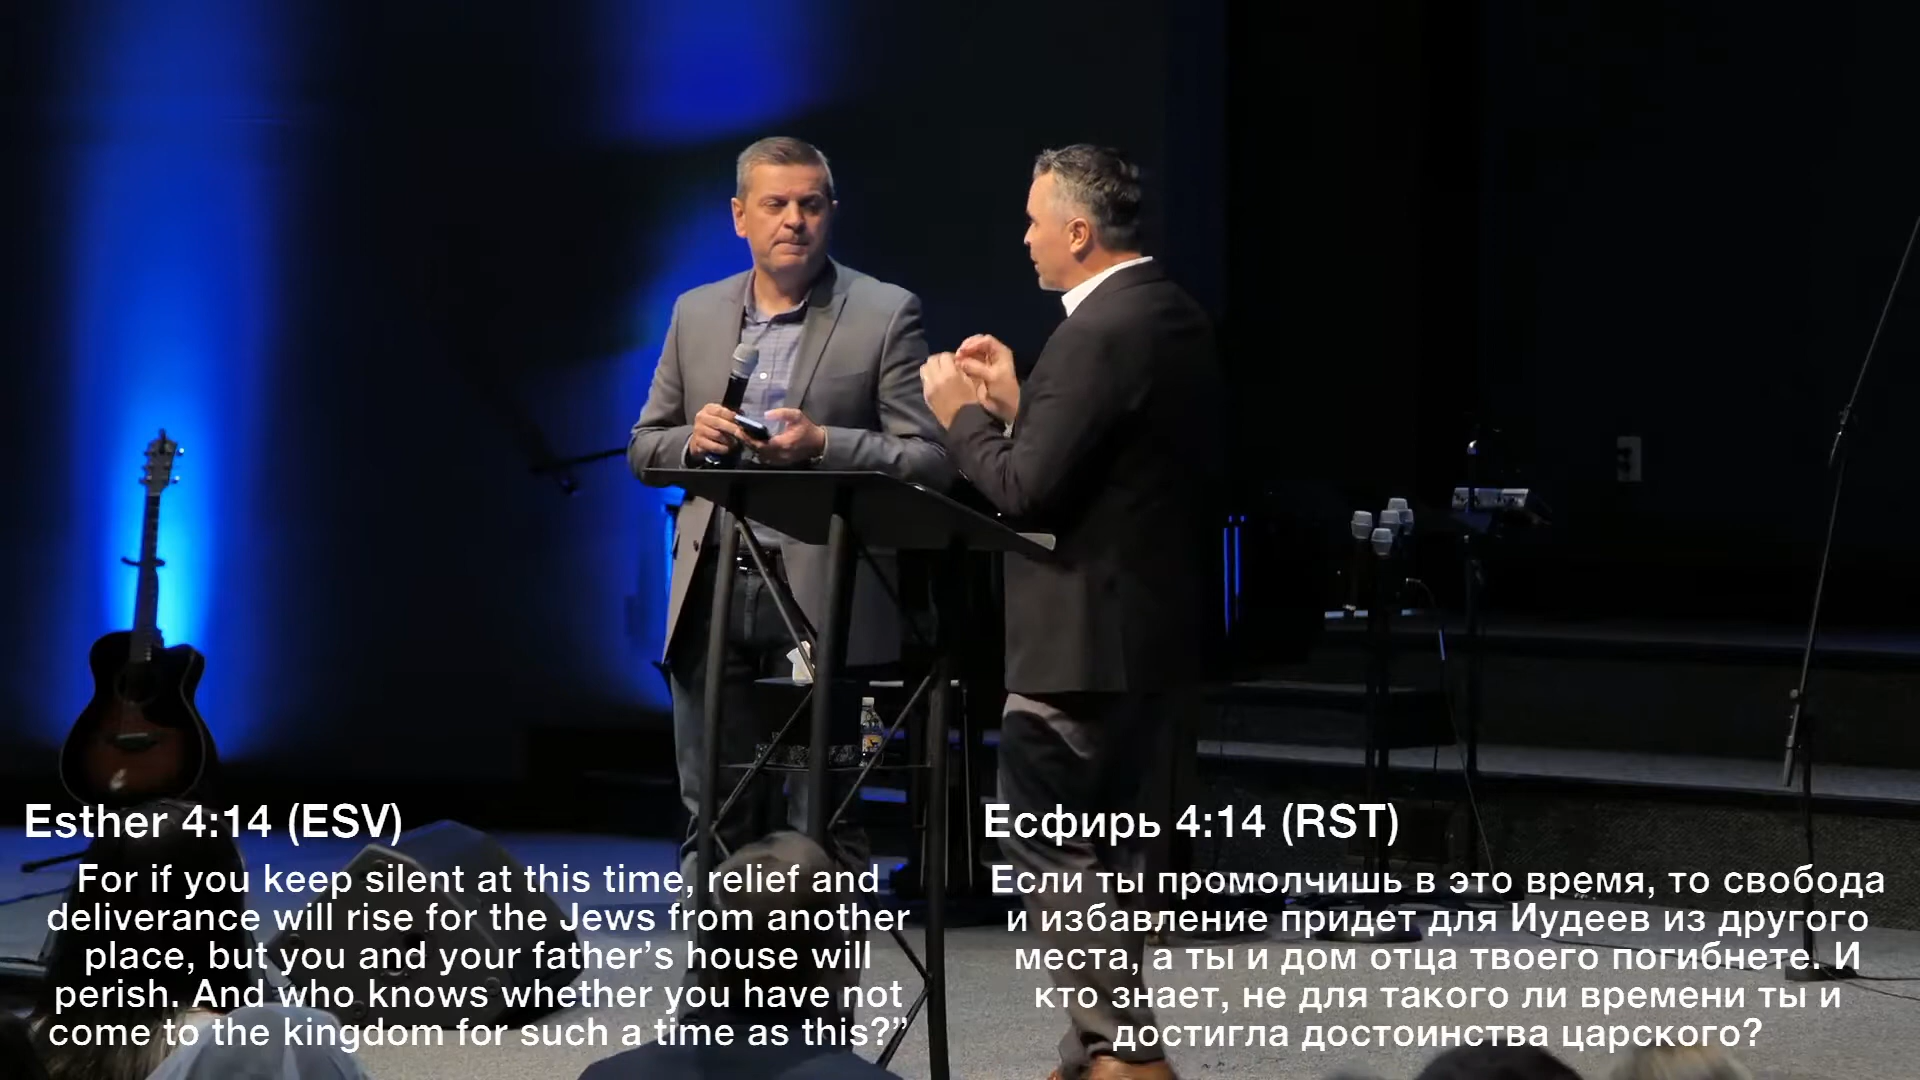 Esther 4:14 (ESV)
For if you keep silent at this time, relief and
deliverance will rise for the Jews from another
place, but you and your father’s house will
perish. And who knows whether you have not
come to the kingdom for such a time as this?”
Есфирь 4:14 (RST)
Если ты промолчишь в это время, то свобода
и избавление придет для Иудеев из другого
места, а ты и дом отца твоего погибнете. И
кто знает, не для такого ли времени ты и
достигла достоинства царского?